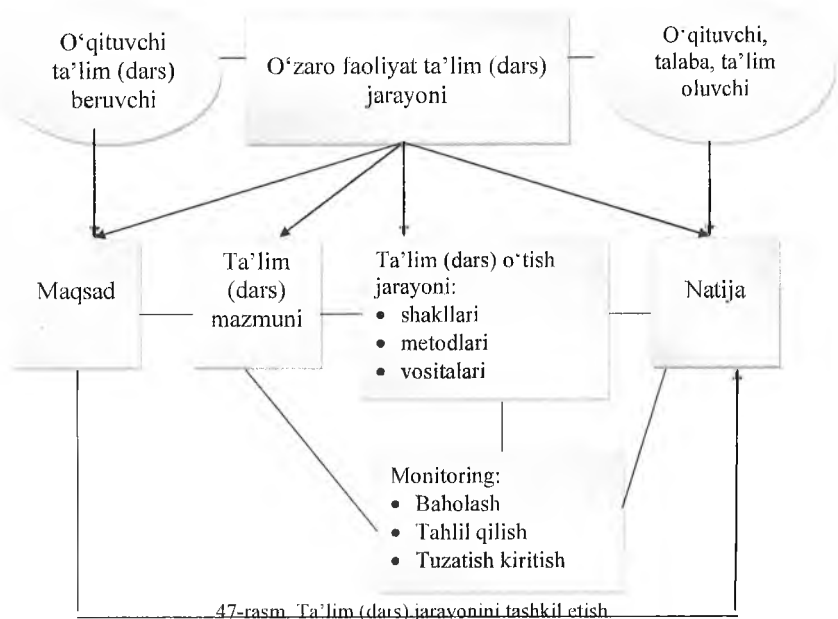 O‘qituvchi
ta’lim (dars)
beruvchi
O‘zaro faoliyat ta’lim (dars)
jarayoni
O‘qituvchi,
talaba, ta’lim
oluvchi
Maqsad
Ta’lim
(dars)
mazmuni
Ta’lim (dars) o‘tish
jarayoni:
• shakllari
• metodlari
• vositalari
Natija
Monitoring:
• Baholash
• Tahlil qilish
• Tuzatish kiritish
47-rasm. Ta’lim (dars) jarayonini tashkil etish